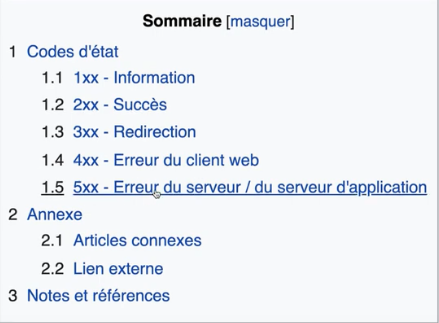 Sommaire [masquer]
1 Codes d'état
1.1 1xx - Information
1.2 2xx - Succès
1.3 3xx - Redirection
1.4 4xx - Erreur du client web
1.5 5xx - Erreur du serveur / du serveur d'application
2 Annexe
2.1 Articles connexes
2.2 Lien externe
3 Notes et références